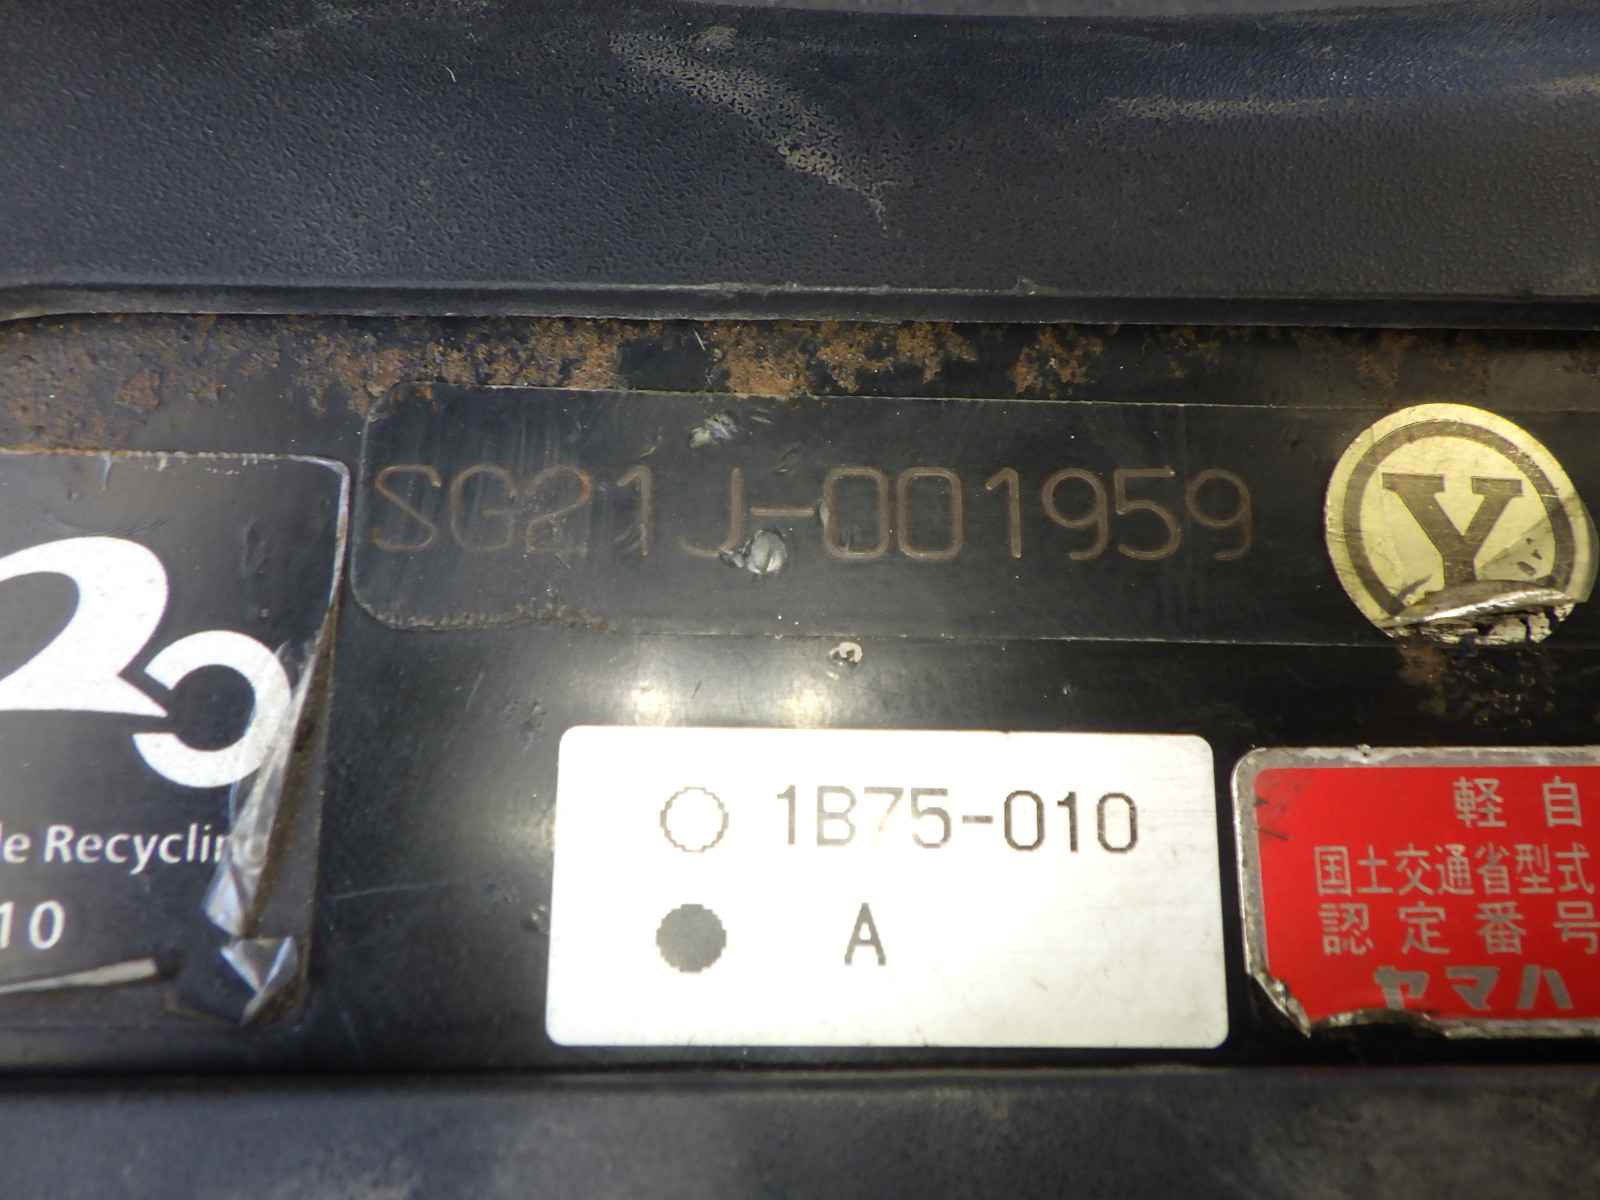 SG21J-001959
Y
le Recycling
10
1B75-010
A
軽自
国土交通省型式
認定番号
ヤマハ